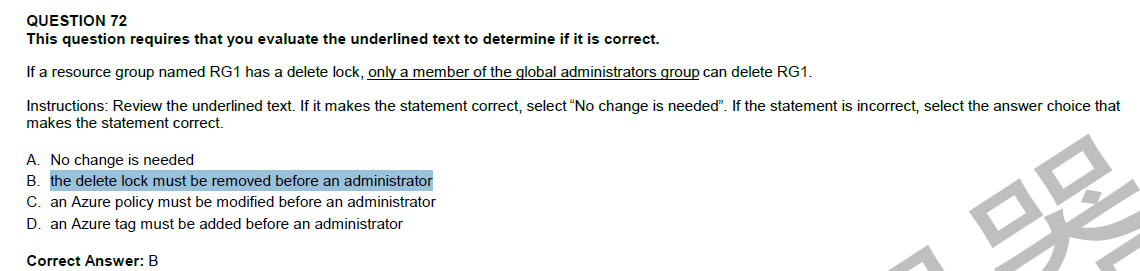 QUESTION 72
This question requires that you evaluate the underlined text to determine if it is correct.
If a resource group named RG1 has a delete lock, only a member of the global administrators group can delete RG1.
Instructions: Review the underlined text. If it makes the statement correct, select “No change is needed”. If the statement is incorrect, select the answer choice that
makes the statement correct.
A. No change is needed
B. the delete lock must be removed before an administrator
C. an Azure policy must be modified before an administrator
D. an Azure tag must be added before an administrator
Correct Answer: B